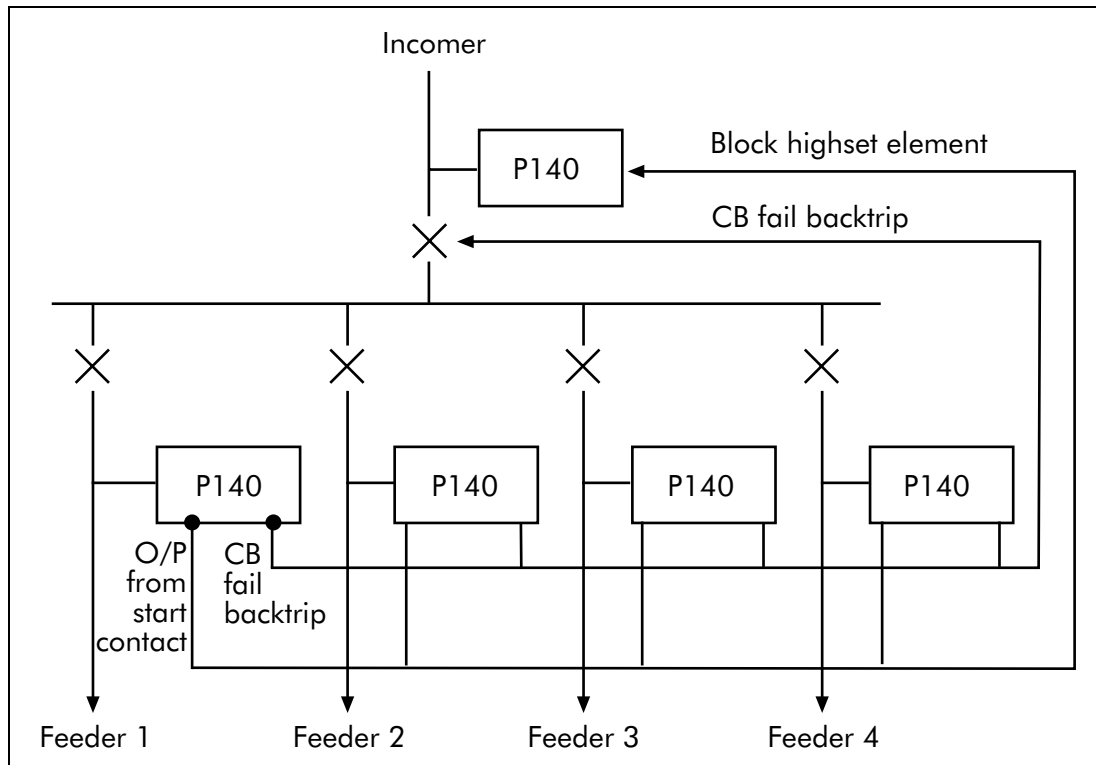 Incomer
P140
Block highset element
CB fail backtrip
P140
P140
P140
P140
O/P
from
start
contact
CB
fail
backtrip
Feeder 1
Feeder 2
Feeder 3
Feeder 4